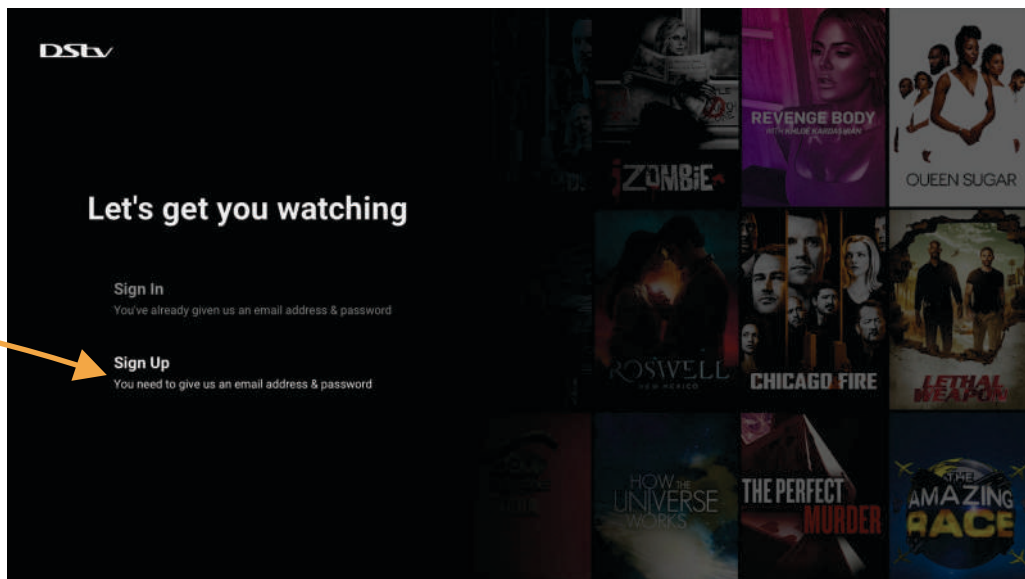 DStv
Let's get you watching
Sign In
You've already given us an email address & password
Sign Up
You need to give us an email address & password
iZOMBiE
REVENGE BODY
WITH KHLOÉ KARDASHIAN
QUEEN SUGAR
ROSWELL
NEW MEXICO
CHICAGO FIRE
LETHAL
WEAPON
HOW THE
UNIVERSE
WORKS
THE PERFECT
MURDER
THE
AMAZING
RACE